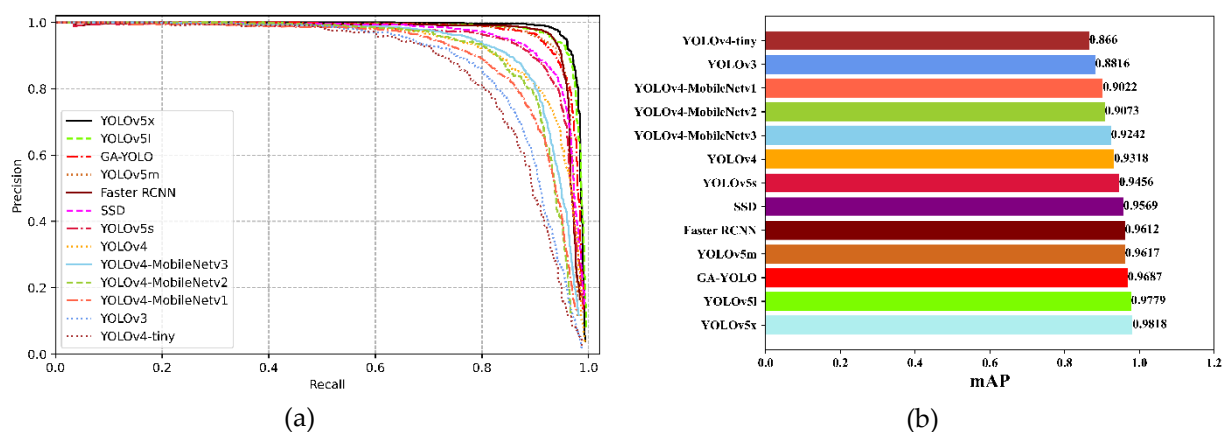 1.0
0.8
0.6
0.4
0.2
0.0
Precision
YOLOv5x
YOLOv5l
GA-YOLO
YOLOv5m
Faster RCNN
SSD
YOLOv5s
YOLOv4
YOLOv4-MobileNetv3
YOLOv4-MobileNetv2
YOLOv4-MobileNetv1
YOLOv3
YOLOv4-tiny
0.0 0.2 0.4 0.6 0.8 1.0
Recall
(a)
YOLOv4-tiny 0.866
YOLOv3 0.8816
YOLOv4-MobileNetv1 0.9022
YOLOv4-MobileNetv2 0.9073
YOLOv4-MobileNetv3 0.9242
YOLOv4 0.9318
YOLOv5s 0.9456
SSD 0.9569
Faster RCNN 0.9612
YOLOv5m 0.9617
GA-YOLO 0.9687
YOLOv5l 0.9779
YOLOv5x 0.9818
0.0 0.2 0.4 0.6 0.8 1.0 1.2
mAP
(b)